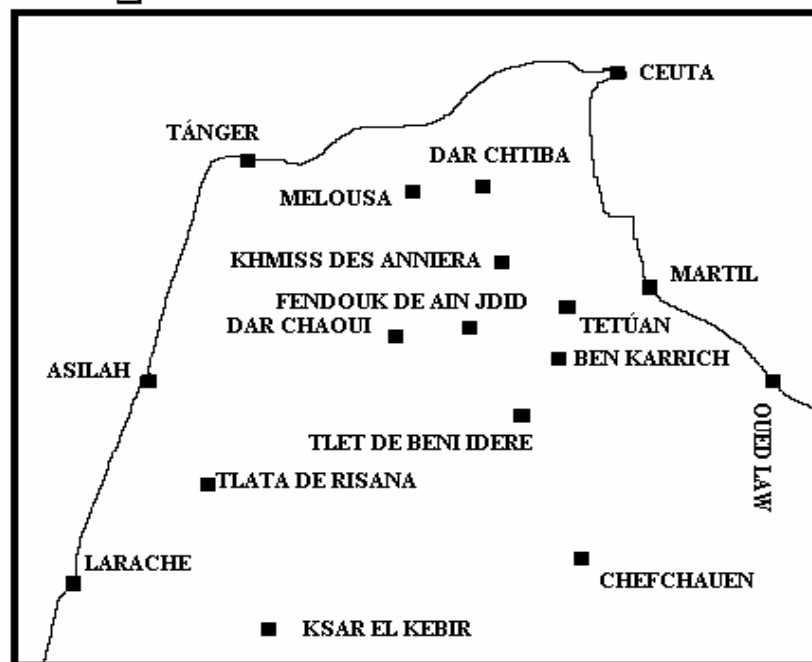 CEUTA
TÁNGER
DAR CHTIBA
MELOUSA
KHMISS DES ANNIERA
MARTIL
FENDOUK DE AIN JDID
TETÚAN
DAR CHAOUI
BEN KARRICH
ASILAH
TLET DE BENI IDERE
OUED LAW
TLATA DE RISANA
LARACHE
CHEFCHAUEN
KSAR EL KEBIR